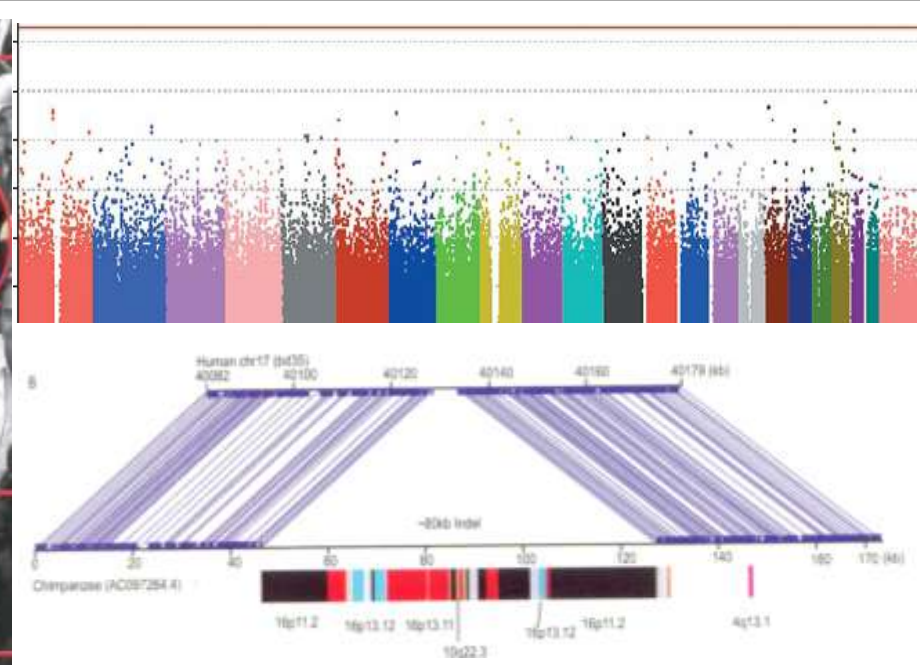 Human chr17 (bd35)
B
40082 40100 40120 40140 40160 40179 (kb)
~80kb Indel
0 20 40 60 80 100 120 140 160 170 (kb)
Chimpanzee (AC097264.4)
16p11.2 16p13.12 16p13.11 16p13.12 16p11.2 4q13.1
10q22.3